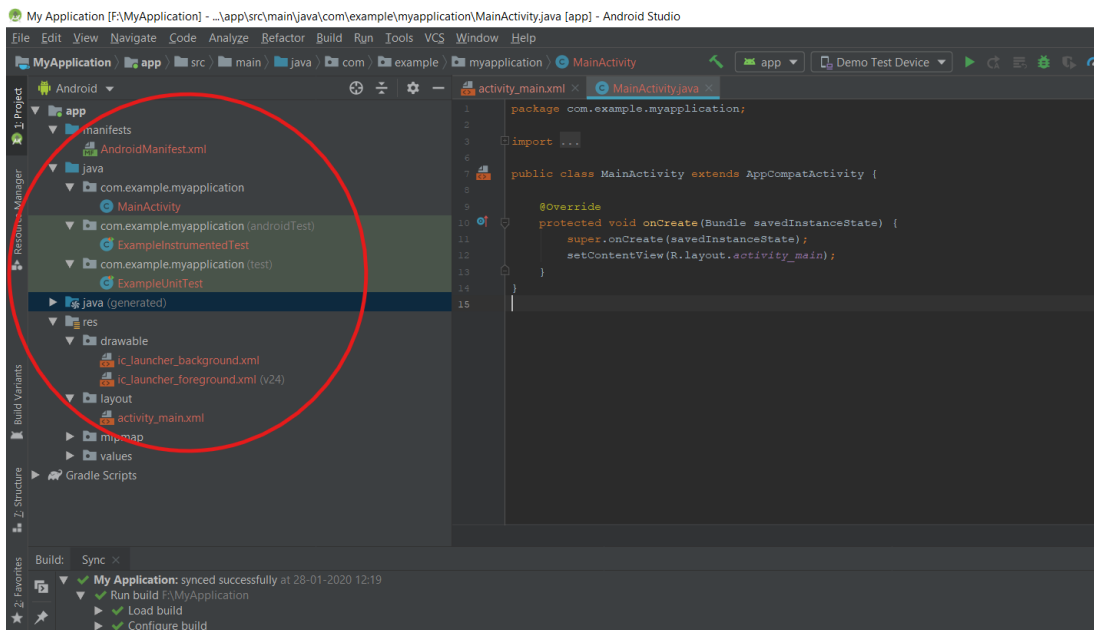 My Application [F:\MyApplication] - ...\app\src\main\java\com\example\myapplication\MainActivity.java [app] - Android Studio
File Edit View Navigate Code Analyze Refactor Build Run Tools VCS Window Help
MyApplication app src main java com example myapplication MainActivity app Demo Test Device
1: Project
Resource Manager
Build Variants
7: Structure
2: Favorites
Android
app
manifests
AndroidManifest.xml
java
com.example.myapplication
MainActivity
com.example.myapplication (androidTest)
ExampleInstrumentedTest
com.example.myapplication (test)
ExampleUnitTest
java (generated)
res
drawable
ic_launcher_background.xml
ic_launcher_foreground.xml (v24)
layout
activity_main.xml
mipmap
values
Gradle Scripts
activity_main.xml MainActivity.java
1 package com.example.myapplication;
2
3 import ...
6
7 public class MainActivity extends AppCompatActivity {
8
9 @Override
10 protected void onCreate(Bundle savedInstanceState) {
11 super.onCreate(savedInstanceState);
12 setContentView(R.layout.activity_main);
13 }
14 }
15
Build: Sync
My Application: synced successfully at 28-01-2020 12:19
Run build F:\MyApplication
Load build
Configure build